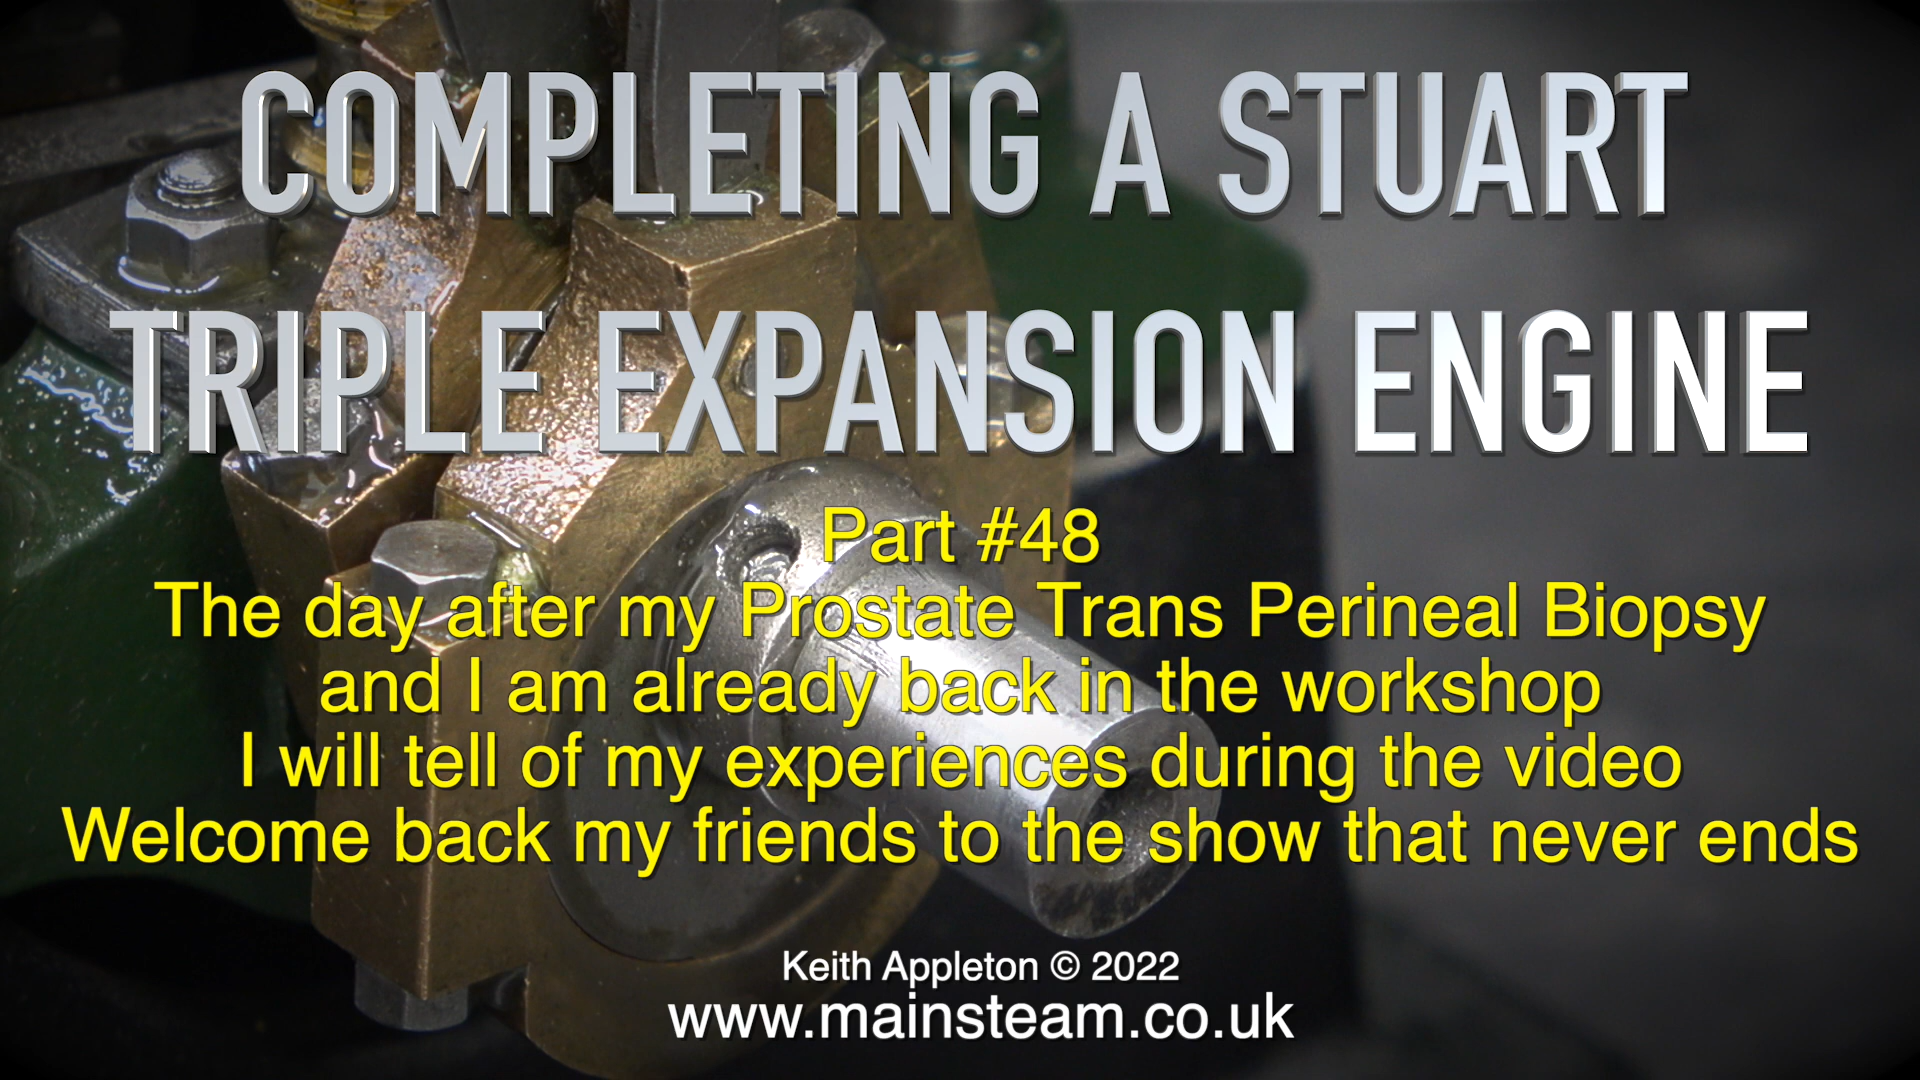 COMPLETING A STUART
TRIPLE EXPANSION ENGINE
Part #48
The day after my Prostate Trans Perineal Biopsy
and I am already back in the workshop
I will tell of my experiences during the video
Welcome back my friends to the show that never ends
Keith Appleton © 2022
www.mainsteam.co.uk